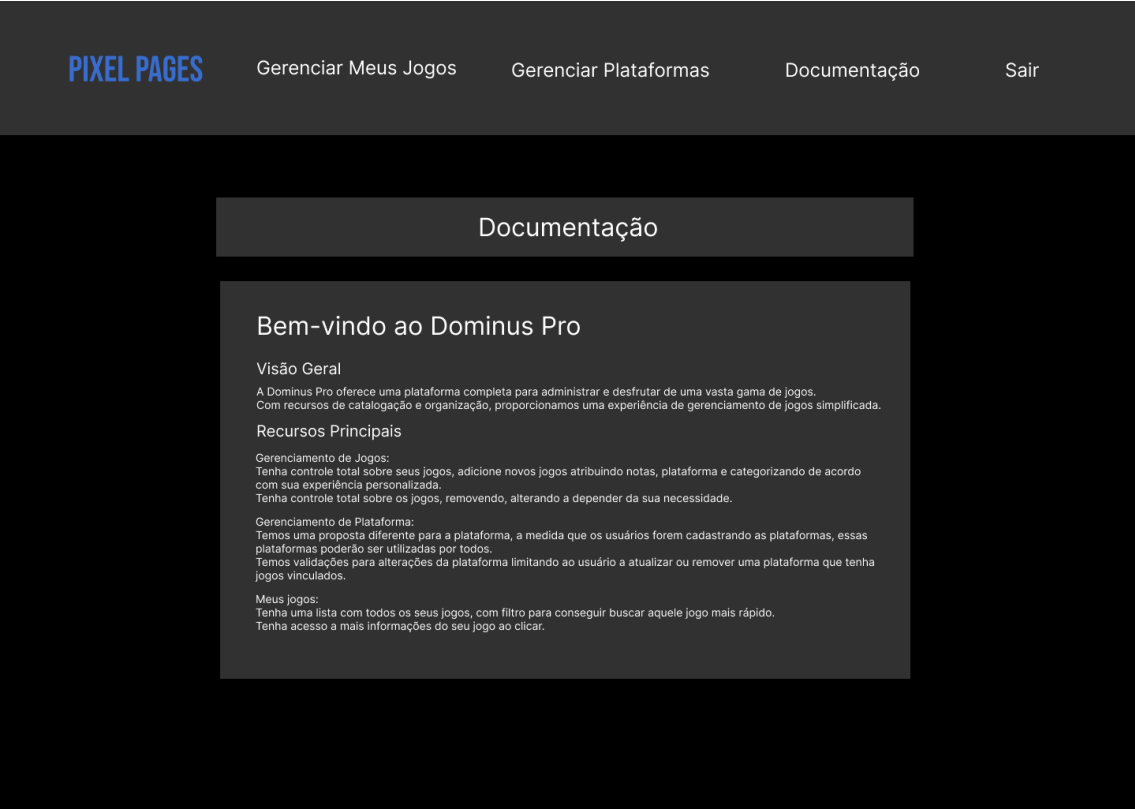 PIXEL PAGES
Gerenciar Meus Jogos
Gerenciar Plataformas
Documentação
Sair
Documentação
Bem-vindo ao Dominus Pro
Visão Geral
A Dominus Pro oferece uma plataforma completa para administrar e desfrutar de uma vasta gama de jogos.
Com recursos de catalogação e organização, proporcionamos uma experiência de gerenciamento de jogos simplificada.
Recursos Principais
Gerenciamento de Jogos:
Tenha controle total sobre seus jogos, adicione novos jogos atribuindo notas, plataforma e categorizando de acordo
com sua experiência personalizada.
Tenha controle total sobre os jogos, removendo, alterando a depender da sua necessidade.
Gerenciamento de Plataforma:
Temos uma proposta diferente para a plataforma, a medida que os usuários forem cadastrando as plataformas, essas
plataformas poderão ser utilizadas por todos.
Temos validações para alterações da plataforma limitando ao usuário a atualizar ou remover uma plataforma que tenha
jogos vinculados.
Meus jogos:
Tenha uma lista com todos os seus jogos, com filtro para conseguir buscar aquele jogo mais rápido.
Tenha acesso a mais informações do seu jogo ao clicar.